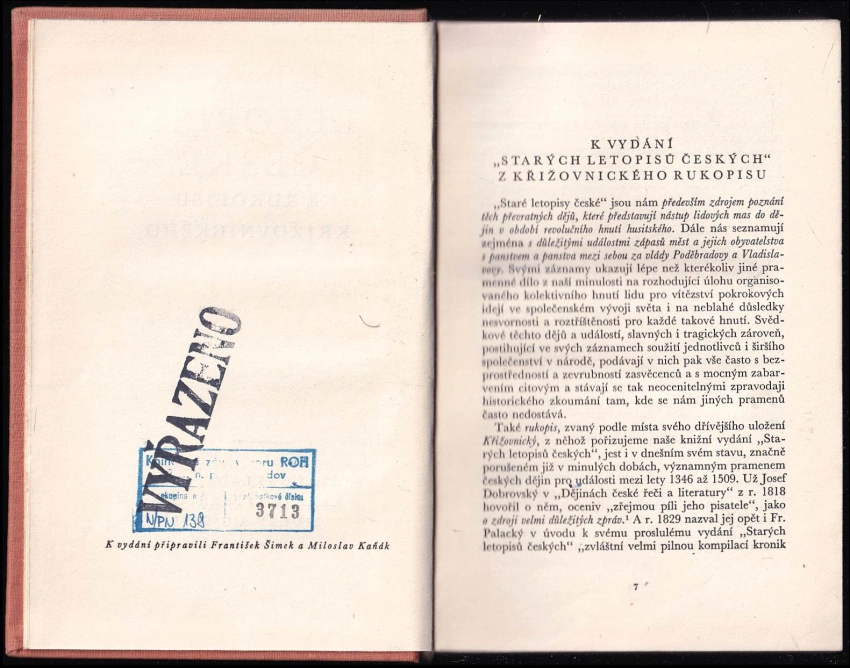 VYŘAZENO
ROH
N/PN 138
3713
K vydání připravili František Šimek a Miloslav Kaňák
K VYDÁNÍ
„STARÝCH LETOPISŮ ČESKÝCH“
Z KŘIŽOVNICKÉHO RUKOPISU
„Staré letopisy české“ jsou nám především zdrojem poznání
těch převratných dějů, které představují nástup lidových mas do dě-
jin v období revolučního hnutí husitského. Dále nás seznamují
zejména s důležitými událostmi zápasů měst a jejich obyvatelstva
s panstvem a panstva mezi sebou za vlády Poděbradovy a Vladisla-
vovy. Svými záznamy ukazují lépe než kterékoliv jiné pra-
menné dílo z naší minulosti na rozhodující úlohu organiso-
vaného kolektivního hnutí lidu pro vítězství pokrokových
idejí ve společenském vývoji světa i na neblahé důsledky
nesvornosti a roztříštěnosti pro každé takové hnutí. Svěd-
kové těchto dějů a událostí, slavných i tragických zároveň,
postihující ve svých záznamech soužití jednotlivců i širšího
společenství v národě, podávají v nich pak vše často s bez-
prostředností a zevrubností zasvěcenců a s mocným zabar-
vením citovým a stávají se tak neocenitelnými zpravodaji
historického zkoumání tam, kde se nám jiných pramenů
často nedostává.
Také rukopis, zvaný podle místa svého dřívějšího uložení
Křižovnický, z něhož pořizujeme naše knižní vydání „Sta-
rých letopisů českých“, jest i v dnešním svém stavu, značně
porušeném již v minulých dobách, významným pramenem
českých dějin pro události mezi lety 1346 až 1509. Už Josef
Dobrovský v „Dějinách české řeči a literatury“ z r. 1818
hovořil o něm, oceniv „zřejmou píli jeho pisatele“, jako
o zdroji velmi důležitých zpráv.¹ A r. 1829 nazval jej opět i Fr.
Palacký v úvodu k svému proslulému vydání „Starých
letopisů českých“ „zvláštní velmi pilnou kompilací kronik
7